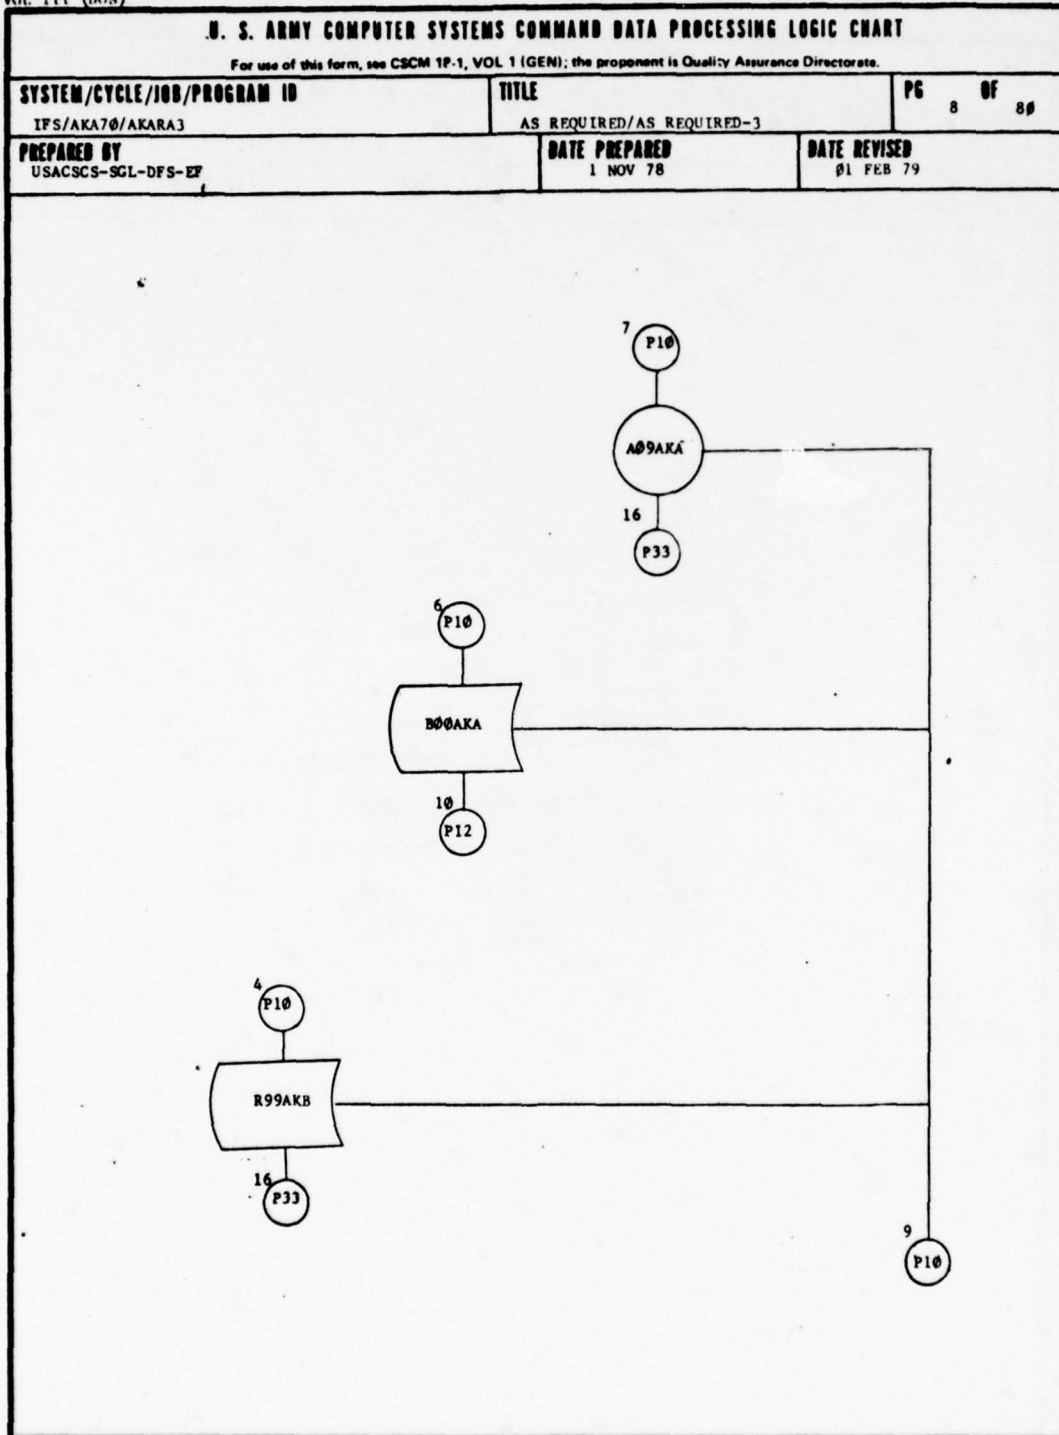 U. S. ARMY COMPUTER SYSTEMS COMMAND DATA PROCESSING LOGIC CHART
For use of this form, see CSCM 1P-1, VOL 1 (GEN); the proponent is Quality Assurance Directorate.
SYSTEM/CYCLE/JOB/PROGRAM ID
IFS/AKA7Ø/AKARA3
TITLE
AS REQUIRED/AS REQUIRED-3
PG 8 OF 8Ø
PREPARED BY
USACSCS-SGL-DFS-EF
DATE PREPARED
1 NOV 78
DATE REVISED
Ø1 FEB 79
7
P1Ø
AØ9AKA
16
P33
6
P1Ø
BØØAKA
1Ø
P12
4
P1Ø
R99AKB
16
P33
9
P1Ø